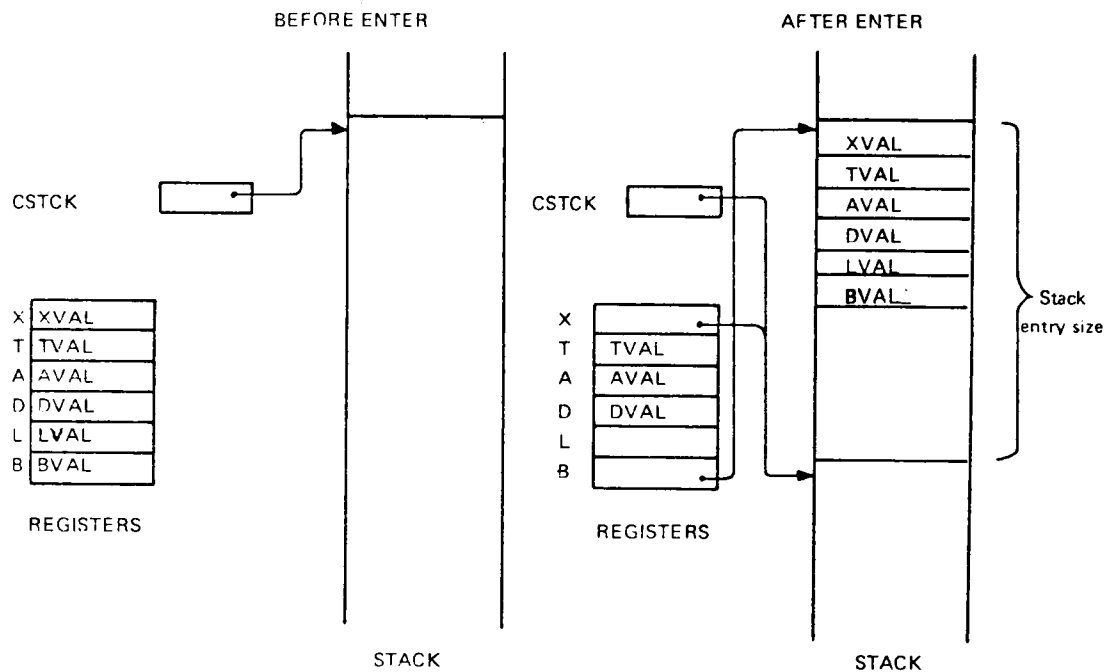 BEFORE ENTER
CSTCK
X XVAL
T TVAL
A AVAL
D DVAL
L LVAL
B BVAL
REGISTERS
STACK
AFTER ENTER
CSTCK
X
T TVAL
A AVAL
D DVAL
L
B
REGISTERS
XVAL
TVAL
AVAL
DVAL
LVAL
BVAL
Stack
entry size
STACK